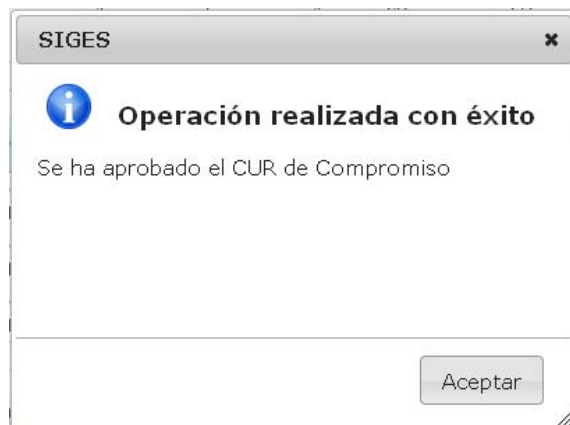 SIGES
Operación realizada con éxito
Se ha aprobado el CUR de Compromiso
Aceptar